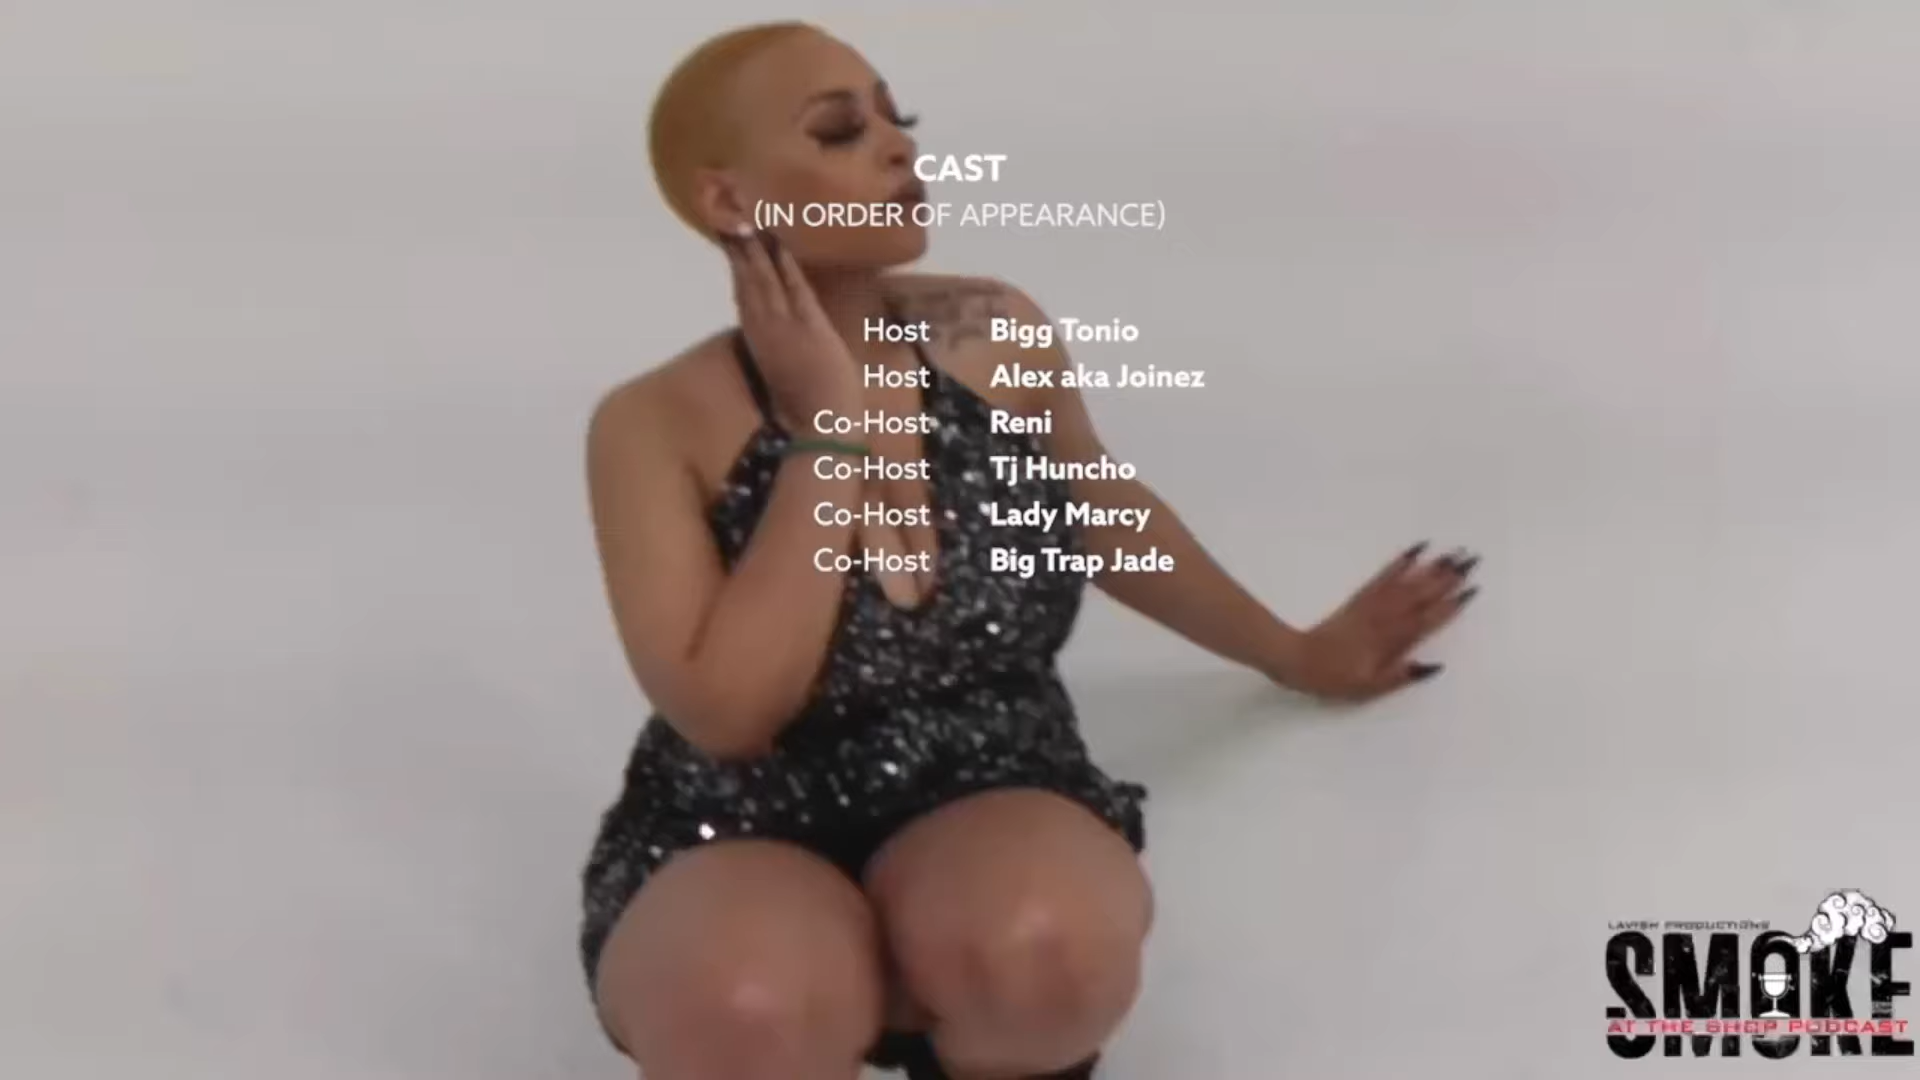 CAST
(IN ORDER OF APPEARANCE)
Host Bigg Tonio
Host Alex aka Joinez
Co-Host Reni
Co-Host Tj Huncho
Co-Host Lady Marcy
Co-Host Big Trap Jade
LAVISH PRODUCTIONS
SMOKE
AT THE SHOP PODCAST